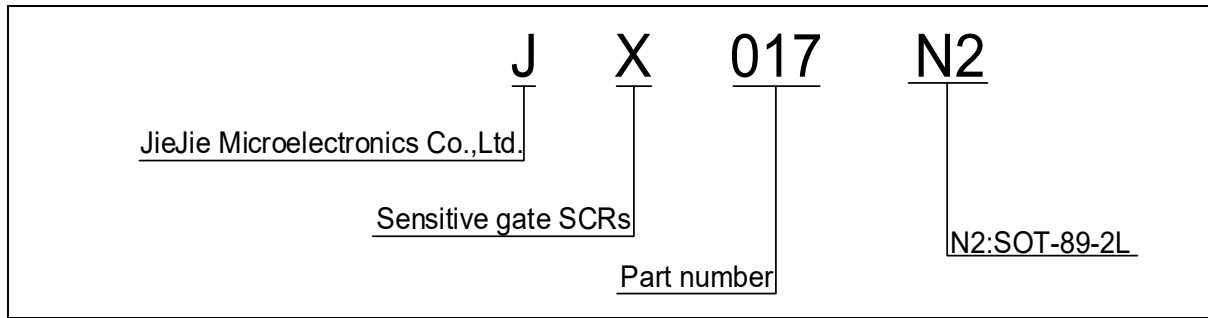 J X 017 N2
JieJie Microelectronics Co.,Ltd.
Sensitive gate SCRs
N2:SOT-89-2L
Part number